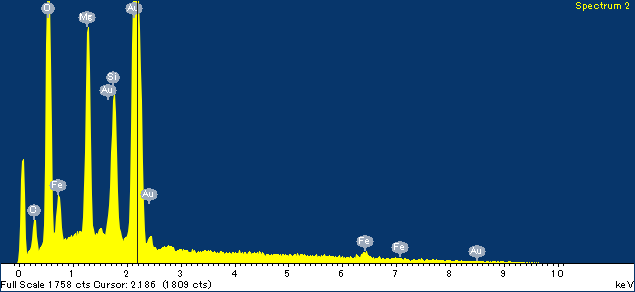 Spectrum 2
O Au
Mg
Si
Au
Fe
Au
Fe
Fe
Au
0 1 2 3 4 5 6 7 8 9 10
Full Scale 1758 cts Cursor: 2.186 (1809 cts) keV